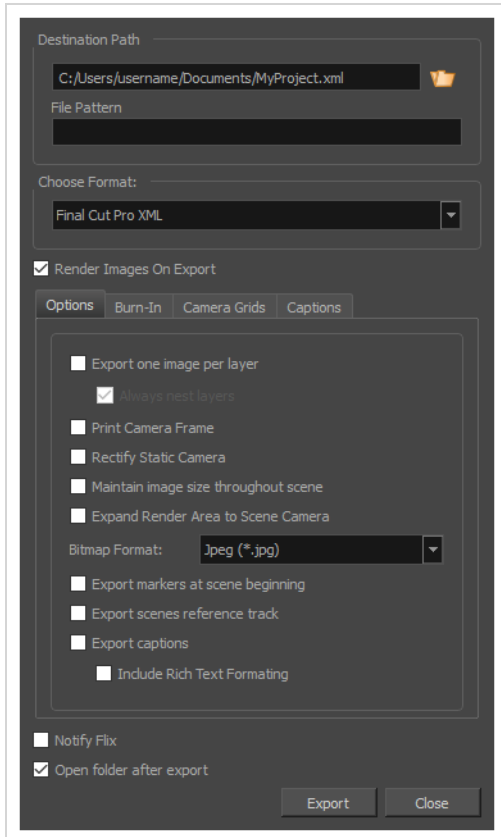 Destination Path
C:/Users/username/Documents/MyProject.xml
File Pattern
Choose Format:
Final Cut Pro XML
Render Images On Export
Options Burn-In Camera Grids Captions
Export one image per layer
Always nest layers
Print Camera Frame
Rectify Static Camera
Maintain image size throughout scene
Expand Render Area to Scene Camera
Bitmap Format: Jpeg (*.jpg)
Export markers at scene beginning
Export scenes reference track
Export captions
Include Rich Text Formating
Notify Flix
Open folder after export
Export Close